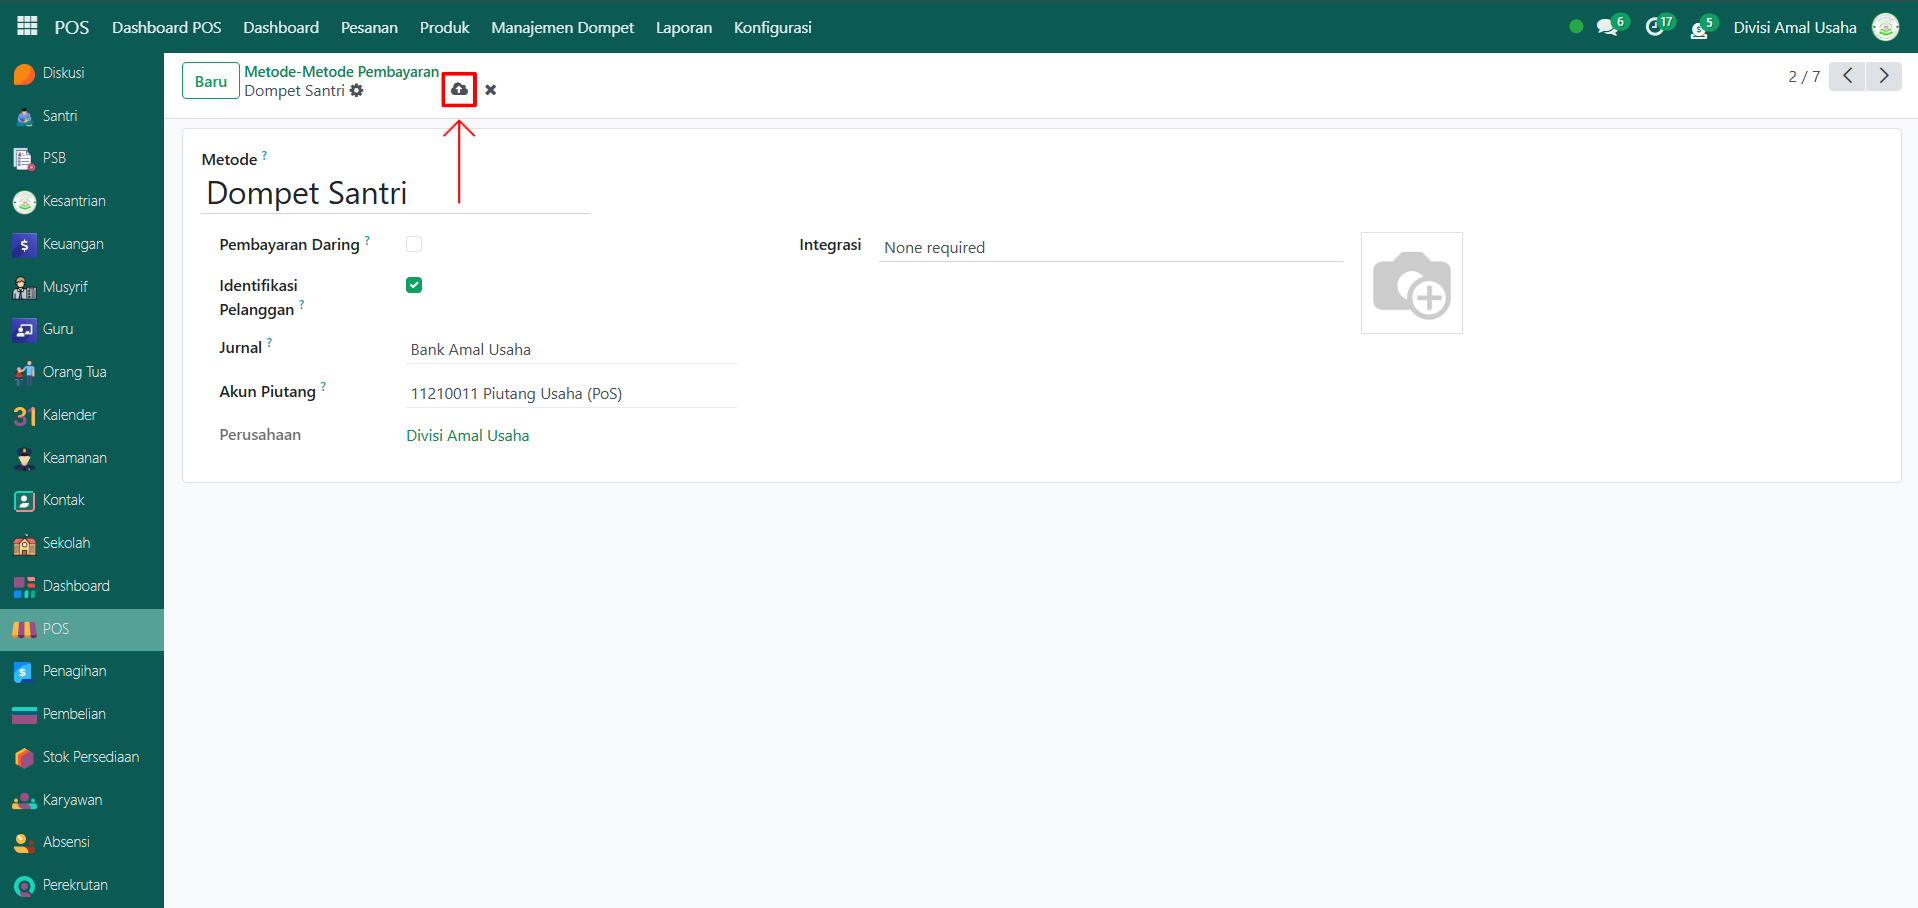 POS Dashboard POS Dashboard Pesanan Produk Manajemen Dompet Laporan Konfigurasi 6 17 5 Divisi Amal Usaha
Diskusi
Santri
PSB
Kesantrian
Keuangan
Musyrif
Guru
Orang Tua
31 Kalender
Keamanan
Kontak
Sekolah
Dashboard
POS
Penagihan
Pembelian
Stok Persediaan
Karyawan
Absensi
Perekrutan
Baru
Metode-Metode Pembayaran
Dompet Santri
2 / 7
Metode ?
Dompet Santri
Pembayaran Daring ?
Identifikasi
Pelanggan ?
Jurnal ? Bank Amal Usaha
Akun Piutang ? 11210011 Piutang Usaha (PoS)
Perusahaan Divisi Amal Usaha
Integrasi None required